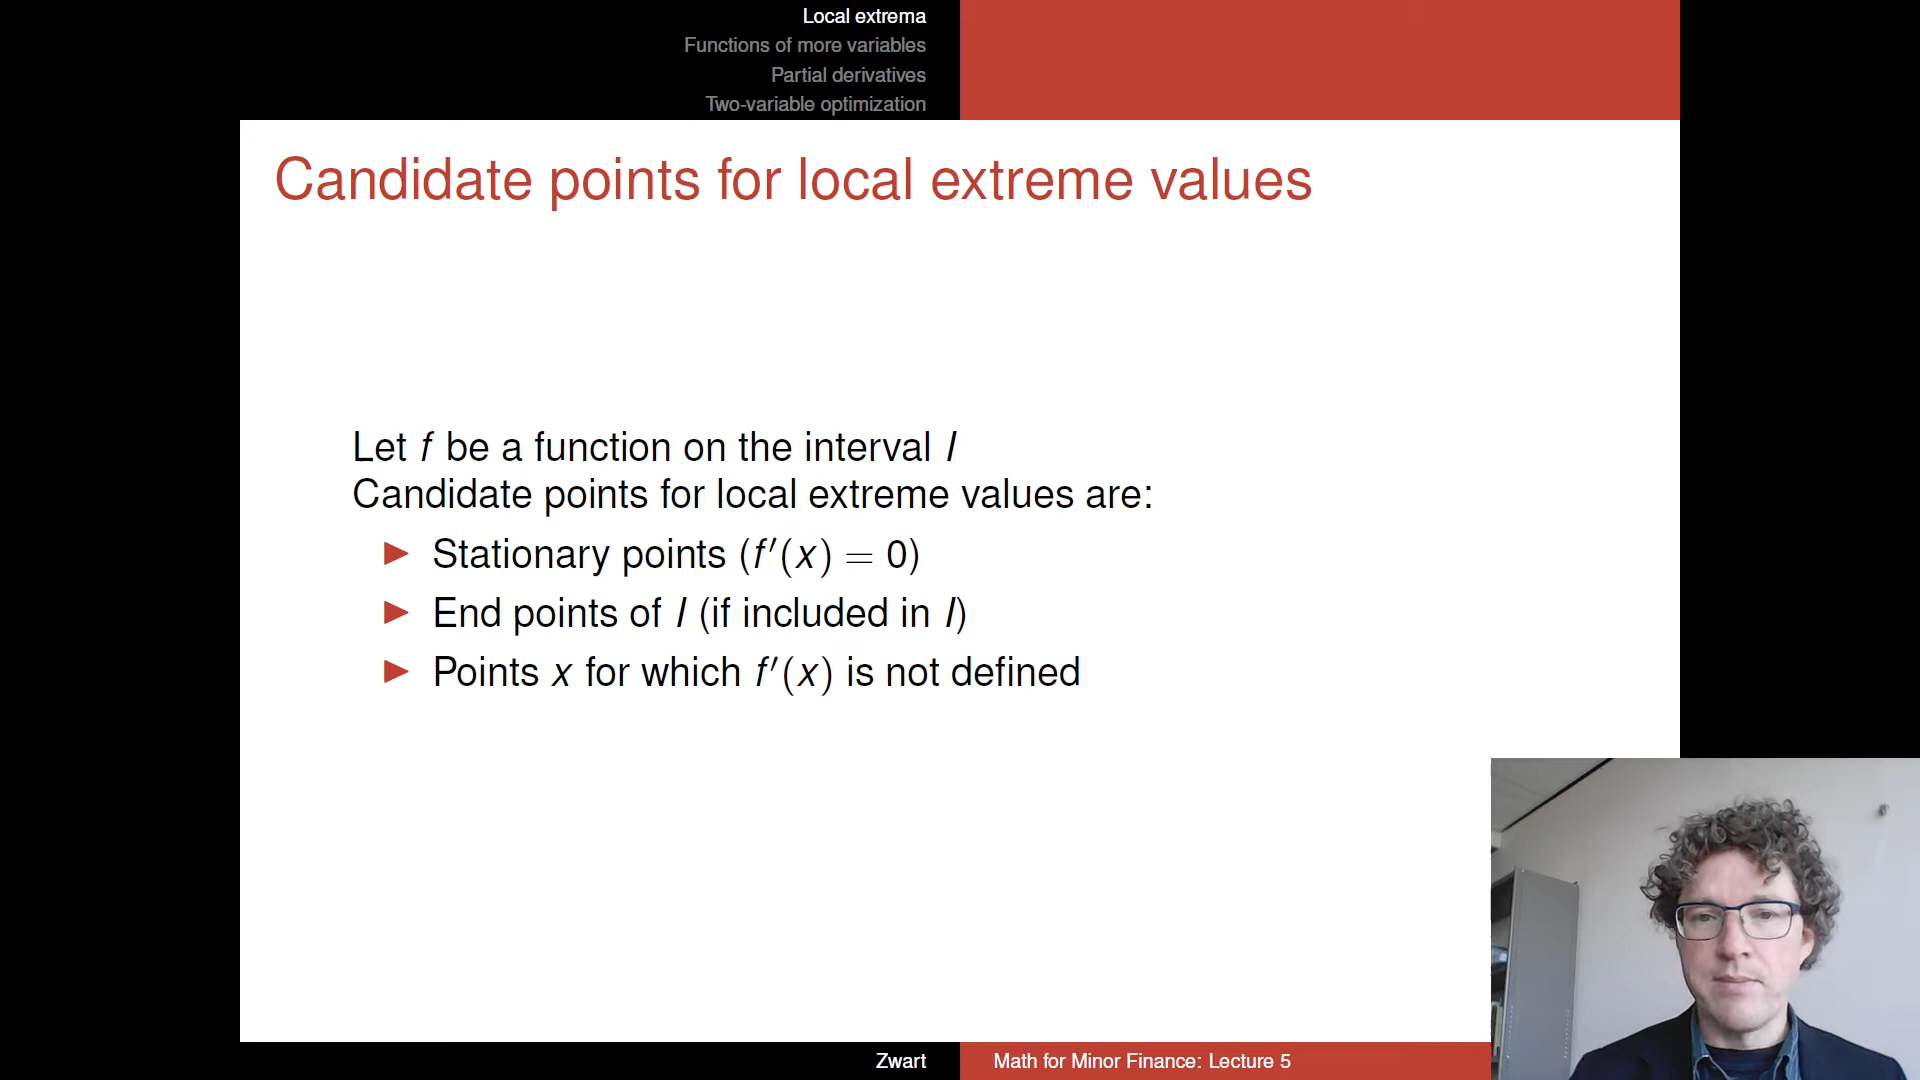 Local extrema
Functions of more variables
Partial derivatives
Two-variable optimization
Candidate points for local extreme values
Let f be a function on the interval I
Candidate points for local extreme values are:
▶ Stationary points (f′(x) = 0)
▶ End points of I (if included in I)
▶ Points x for which f′(x) is not defined
Zwart
Math for Minor Finance: Lecture 5